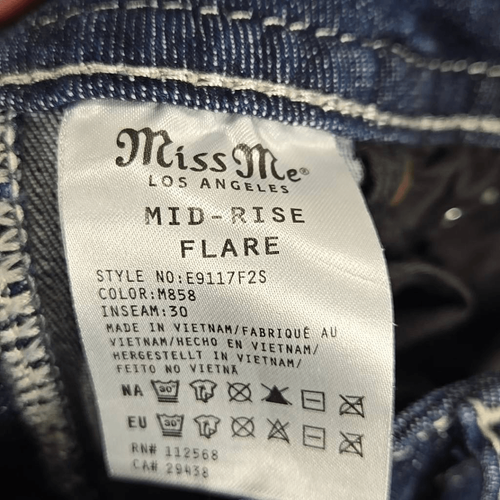 Miss Me®
LOS ANGELES
MID-RISE
FLARE
STYLE NO:E9117F2S
COLOR:M858
INSEAM:30
MADE IN VIETNAM/FABRIQUÉ AU
VIETNAM/HECHO EN VIETNAM/
HERGESTELLT IN VIETNAM/
FEITO NO VIETNÃ
NA 30°
EU 30°
RN# 112568
CA# 29438